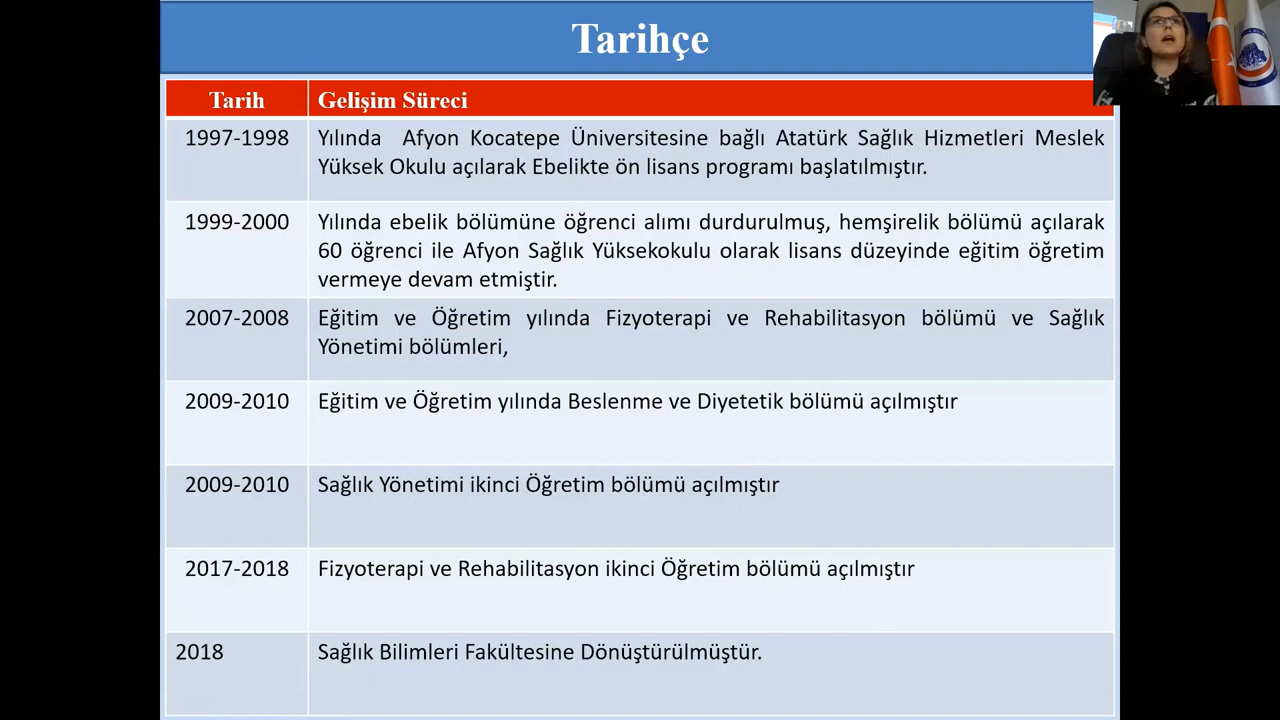 Tarihçe
Tarih
Gelişim Süreci
1997-1998
Yılında Afyon Kocatepe Üniversitesine bağlı Atatürk Sağlık Hizmetleri Meslek
Yüksek Okulu açılarak Ebelikte ön lisans programı başlatılmıştır.
1999-2000
Yılında ebelik bölümüne öğrenci alımı durdurulmuş, hemşirelik bölümü açılarak
60 öğrenci ile Afyon Sağlık Yüksekokulu olarak lisans düzeyinde eğitim öğretim
vermeye devam etmiştir.
2007-2008
Eğitim ve Öğretim yılında Fizyoterapi ve Rehabilitasyon bölümü ve Sağlık
Yönetimi bölümleri,
2009-2010
Eğitim ve Öğretim yılında Beslenme ve Diyetetik bölümü açılmıştır
2009-2010
Sağlık Yönetimi ikinci Öğretim bölümü açılmıştır
2017-2018
Fizyoterapi ve Rehabilitasyon ikinci Öğretim bölümü açılmıştır
2018
Sağlık Bilimleri Fakültesine Dönüştürülmüştür.